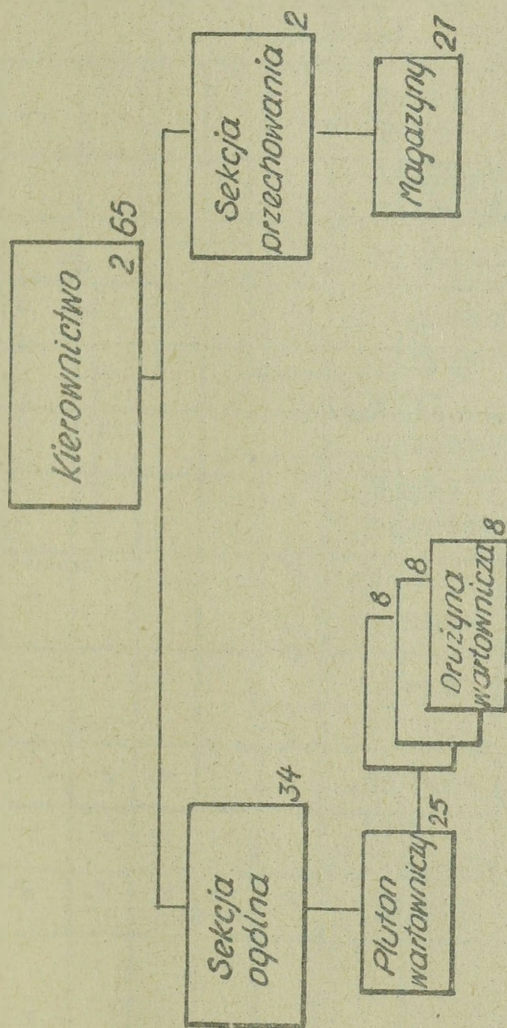 Kierownictwo
2
65
Sekcja
ogólna
34
Sekcja
przechowania
2
Pluton
wartowniczy
25
8
8
Drużyna
wartownicza
8
Magazyny
27